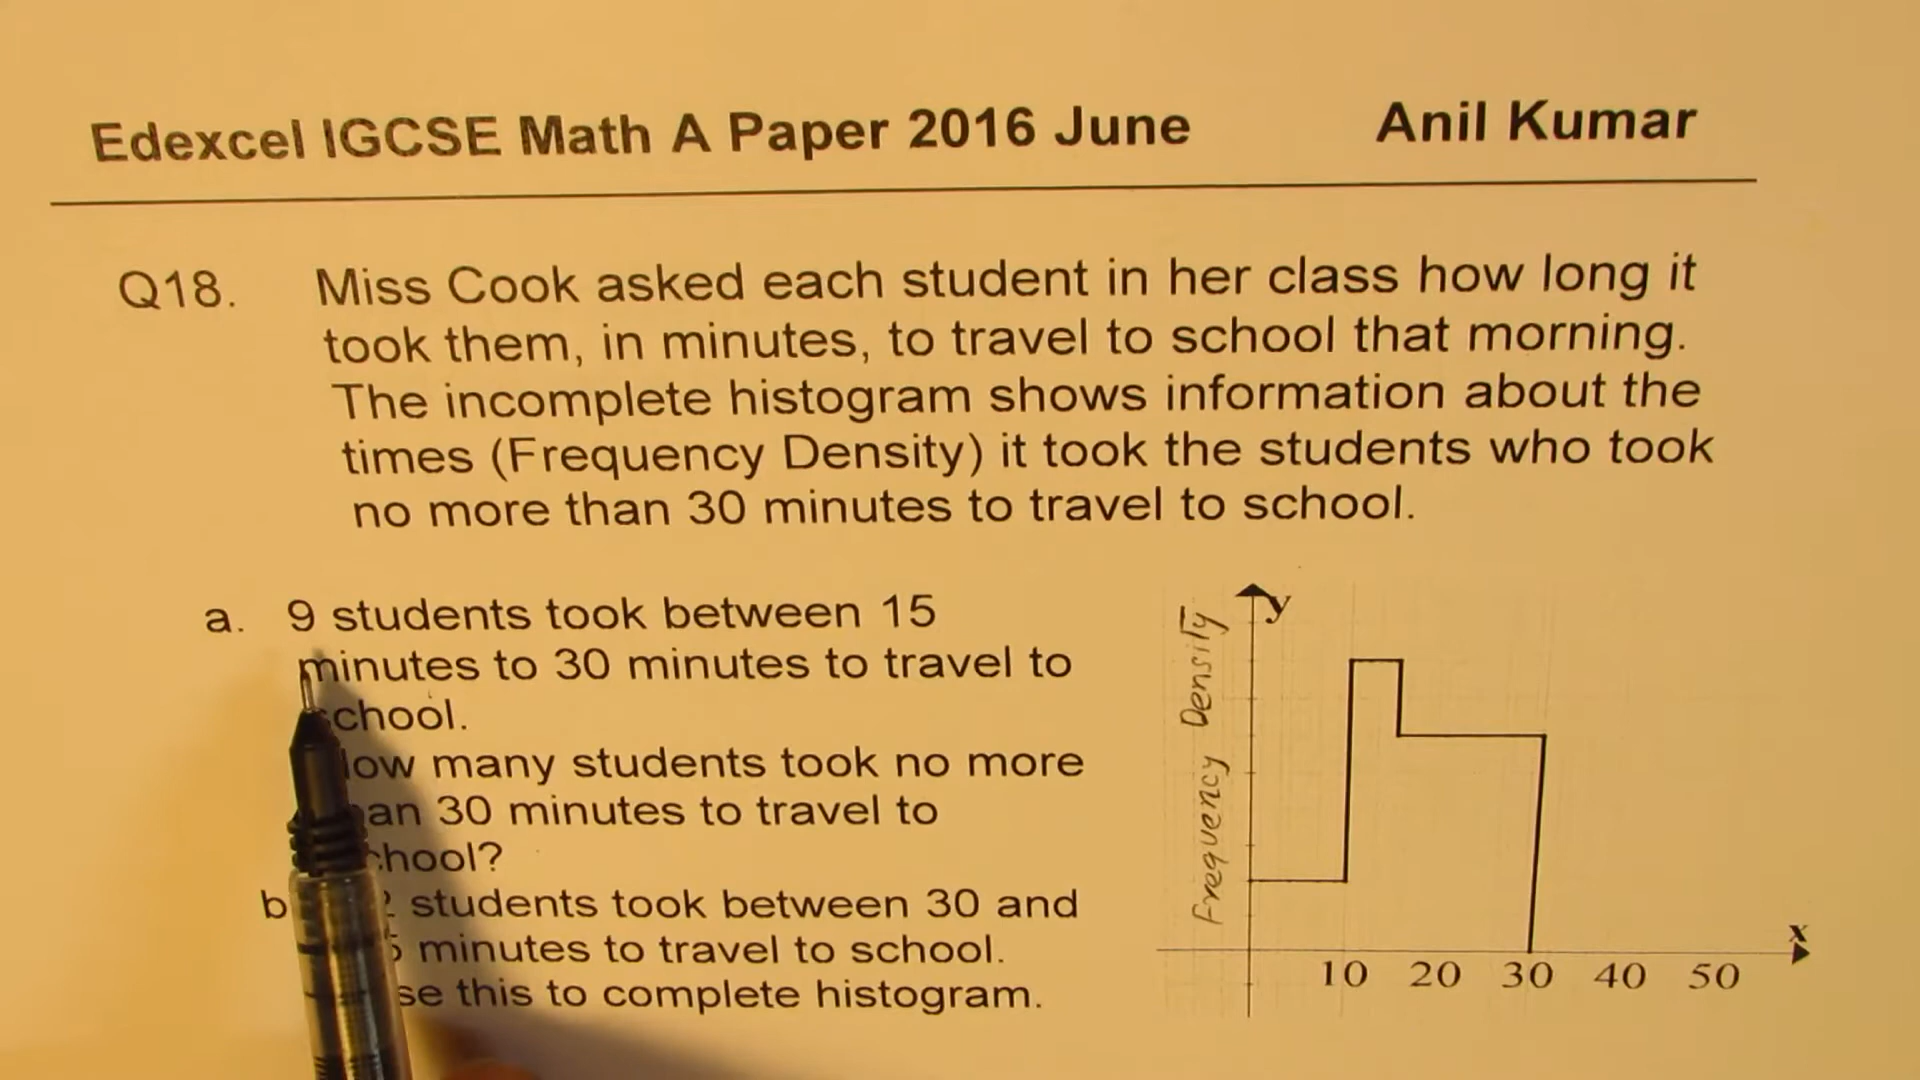 Edexcel IGCSE Math A Paper 2016 June Anil Kumar
Q18. Miss Cook asked each student in her class how long it
took them, in minutes, to travel to school that morning.
The incomplete histogram shows information about the
times (Frequency Density) it took the students who took
no more than 30 minutes to travel to school.
a. 9 students took between 15
minutes to 30 minutes to travel to
chool.
ow many students took no more
an 30 minutes to travel to
chool?
b students took between 30 and
minutes to travel to school.
se this to complete histogram.
Frequency Density
y
x
10 20 30 40 50